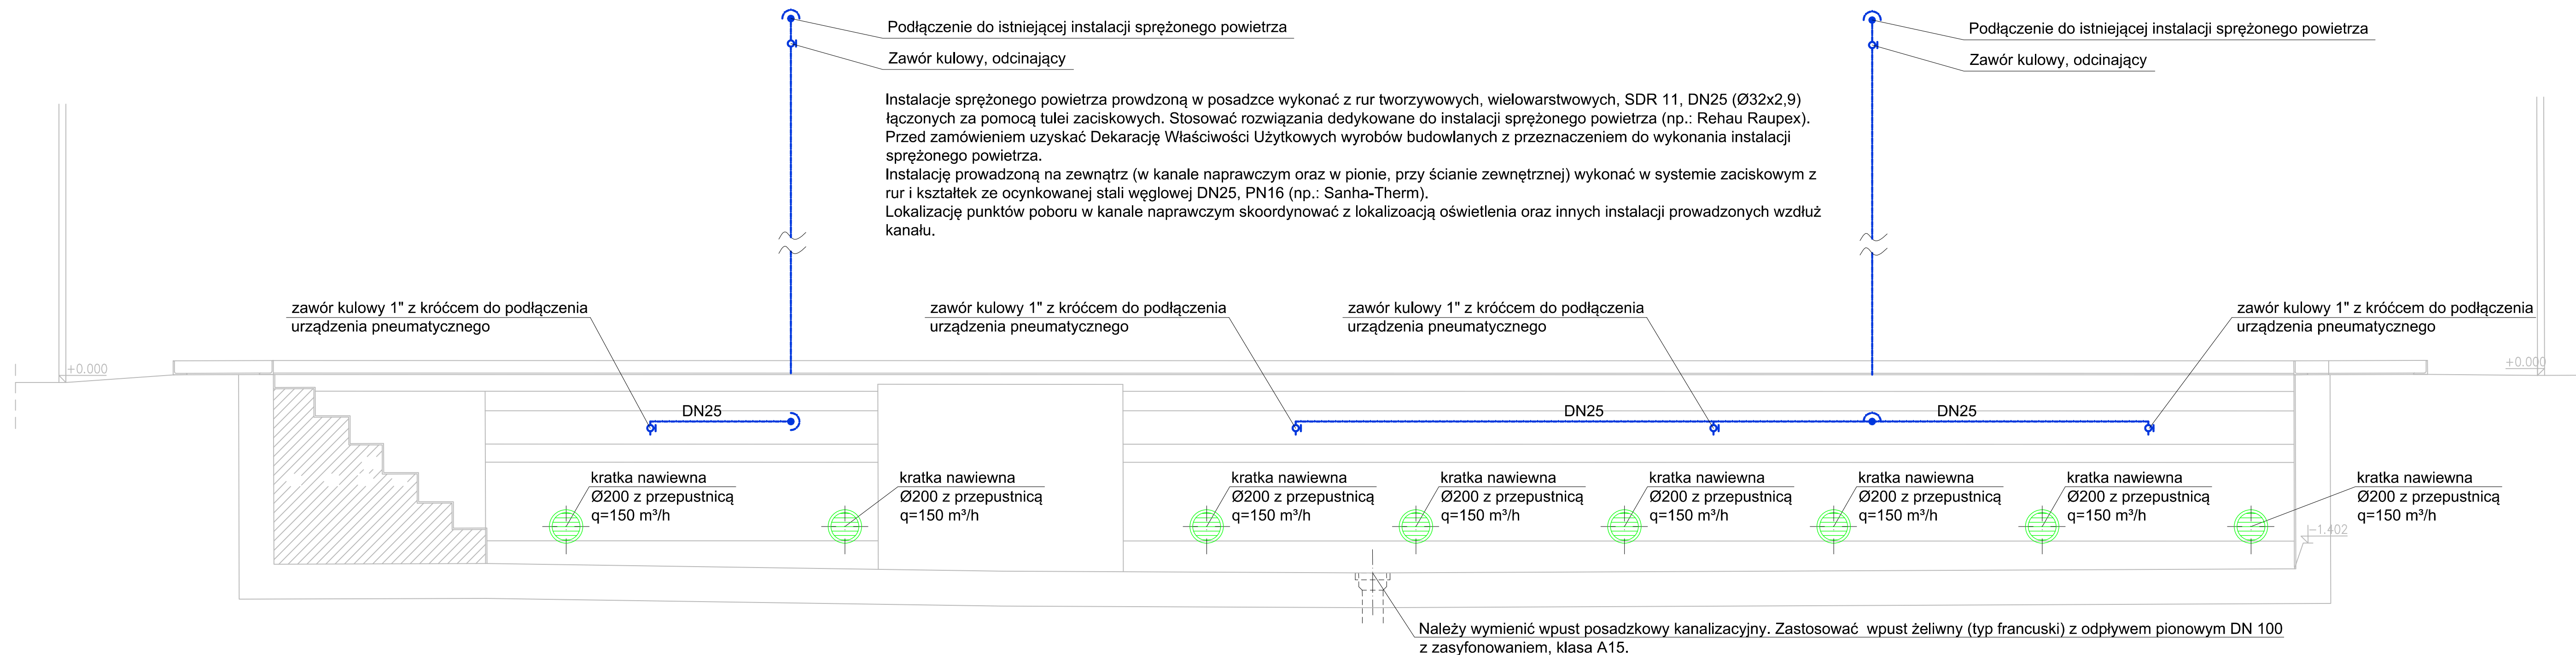 Podłączenie do istniejącej instalacji sprężonego powietrza
Zawór kulowy, odcinający
Podłączenie do istniejącej instalacji sprężonego powietrza
Zawór kulowy, odcinający
Instalacje sprężonego powietrza prowdzoną w posadzce wykonać z rur tworzywowych, wielowarstwowych, SDR 11, DN25 (Ø32x2,9)
łączonych za pomocą tulei zaciskowych. Stosować rozwiązania dedykowane do instalacji sprężonego powietrza (np.: Rehau Raupex).
Przed zamówieniem uzyskać Dekarację Właściwości Użytkowych wyrobów budowlanych z przeznaczeniem do wykonania instalacji
sprężonego powietrza.
Instalację prowadzoną na zewnątrz (w kanale naprawczym oraz w pionie, przy ścianie zewnętrznej) wykonać w systemie zaciskowym z
rur i kształtek ze ocynkowanej stali węglowej DN25, PN16 (np.: Sanha-Therm).
Lokalizację punktów poboru w kanale naprawczym skoordynować z lokalizoacją oświetlenia oraz innych instalacji prowadzonych wzdłuż
kanału.
zawór kulowy 1" z króćcem do podłączenia
urządzenia pneumatycznego
zawór kulowy 1" z króćcem do podłączenia
urządzenia pneumatycznego
zawór kulowy 1" z króćcem do podłączenia
urządzenia pneumatycznego
zawór kulowy 1" z króćcem do podłączenia
urządzenia pneumatycznego
+0.000
+0.000
DN25
DN25
DN25
kratka nawiewna
Ø200 z przepustnicą
q=150 m³/h
kratka nawiewna
Ø200 z przepustnicą
q=150 m³/h
kratka nawiewna
Ø200 z przepustnicą
q=150 m³/h
kratka nawiewna
Ø200 z przepustnicą
q=150 m³/h
kratka nawiewna
Ø200 z przepustnicą
q=150 m³/h
kratka nawiewna
Ø200 z przepustnicą
q=150 m³/h
kratka nawiewna
Ø200 z przepustnicą
q=150 m³/h
kratka nawiewna
Ø200 z przepustnicą
q=150 m³/h
-1.402
Należy wymienić wpust posadzkowy kanalizacyjny. Zastosować wpust żeliwny (typ francuski) z odpływem pionowym DN 100
z zasyfonowaniem, klasa A15.